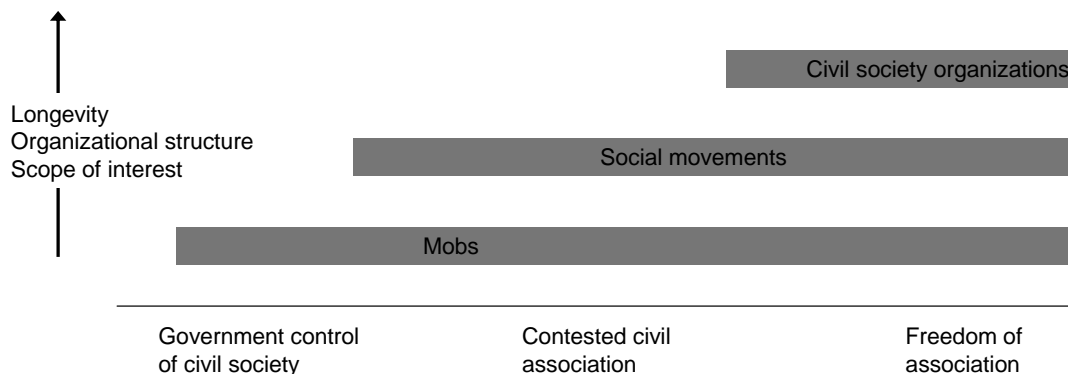 Civil society organizations
Longevity
Organizational structure
Scope of interest
Social movements
Mobs
Government control
of civil society
Contested civil
association
Freedom of
association